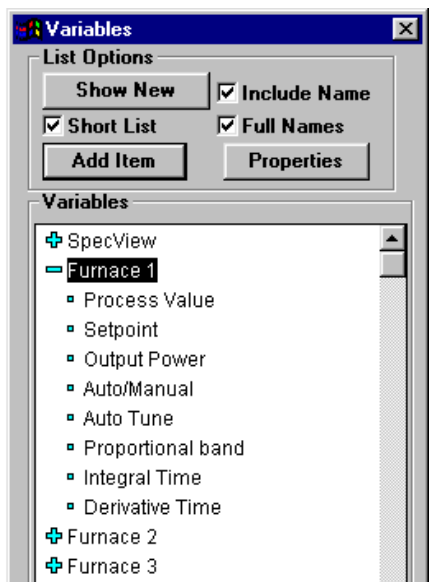 Variables
List Options
Show New
Include Name
Short List
Full Names
Add Item
Properties
Variables
SpecView
Furnace 1
Process Value
Setpoint
Output Power
Auto/Manual
Auto Tune
Proportional band
Integral Time
Derivative Time
Furnace 2
Furnace 3